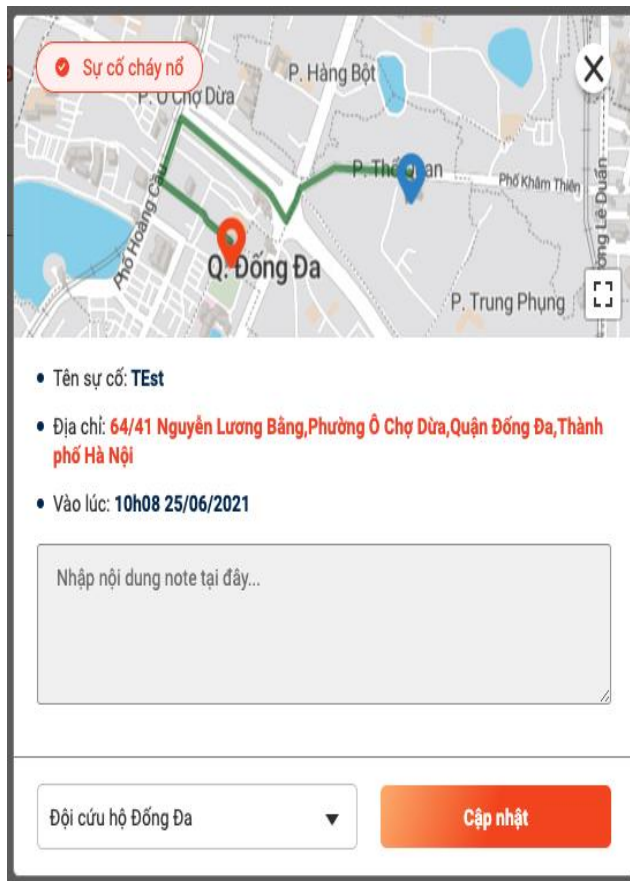 Sự cố cháy nổ
P. Hàng Bột
P. Ô Chợ Dừa
Phố Khâm Thiên
Phố Hoàng Cầu
Q. Đống Đa
P. Trung Phụng
Tên sự cố: TEst
Địa chỉ: 64/41 Nguyễn Lương Bằng,Phường Ô Chợ Dừa,Quận Đống Đa,Thành
phố Hà Nội
Vào lúc: 10h08 25/06/2021
Nhập nội dung note tại đây...
Đội cứu hộ Đống Đa
Cập nhật